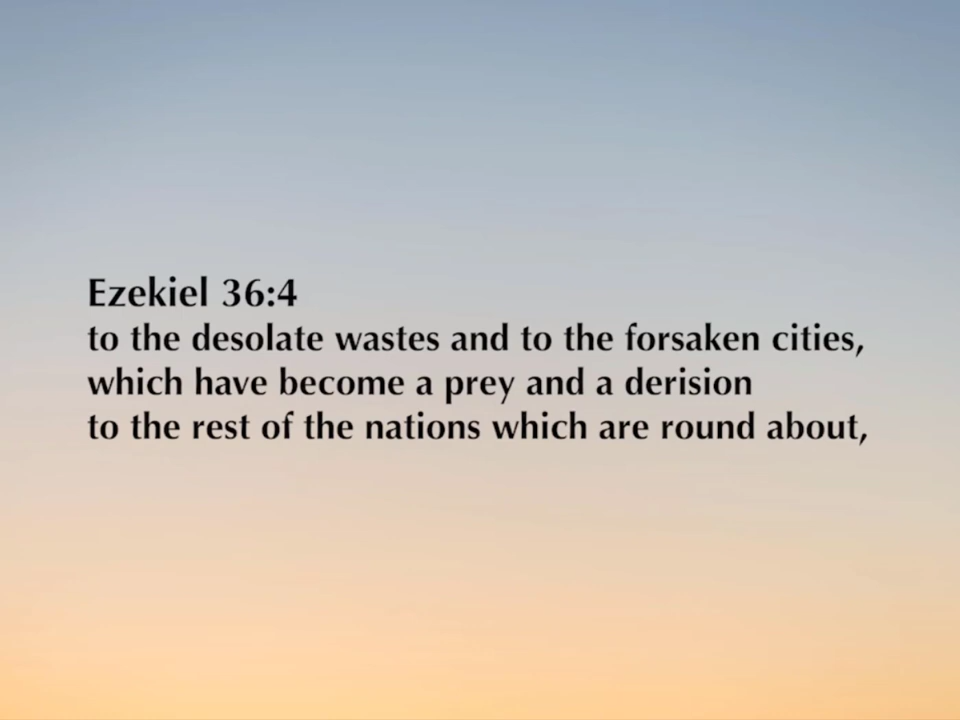 Ezekiel 36:4
to the desolate wastes and to the forsaken cities,
which have become a prey and a derision
to the rest of the nations which are round about,